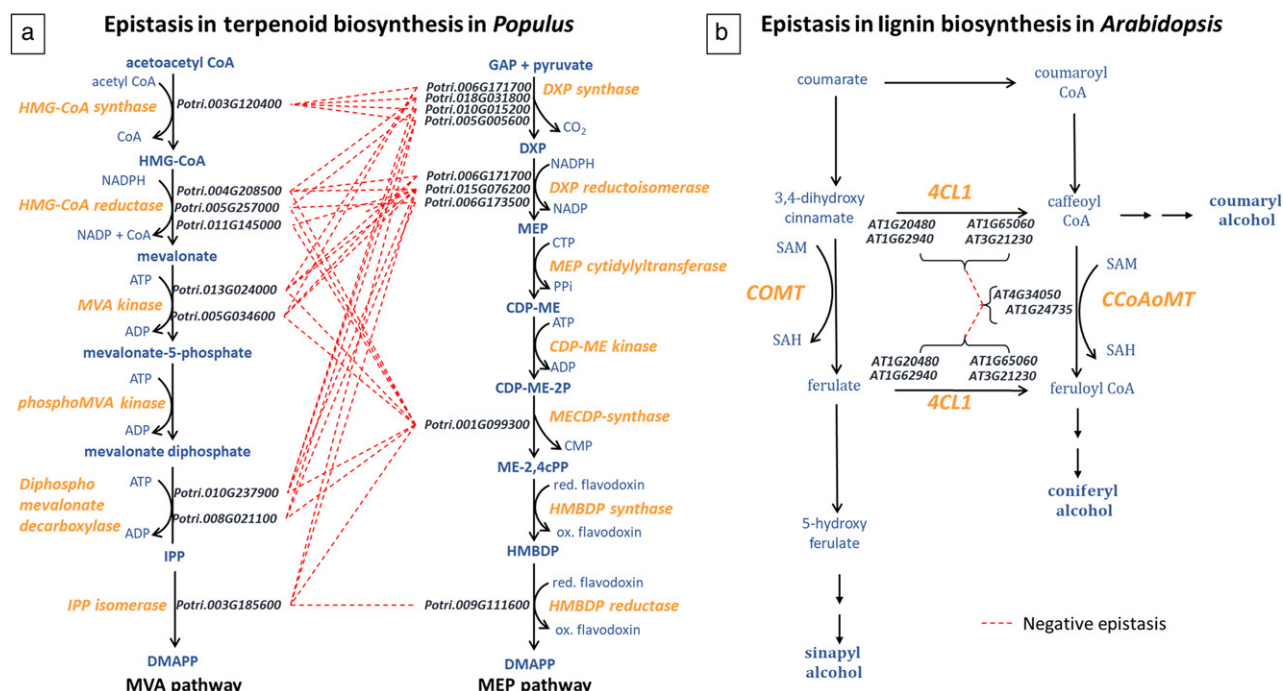 a
Epistasis in terpenoid biosynthesis in Populus
acetoacetyl CoA
acetyl CoA
HMG-CoA synthase
Potri.003G120400
CoA
HMG-CoA
NADPH
HMG-CoA reductase
Potri.004G208500
Potri.005G257000
Potri.011G145000
NADP + CoA
mevalonate
ATP
MVA kinase
Potri.013G024000
Potri.005G034600
ADP
mevalonate-5-phosphate
ATP
phosphoMVA kinase
ADP
mevalonate diphosphate
ATP
Diphospho
mevalonate
decarboxylase
Potri.010G237900
Potri.008G021100
ADP
IPP
IPP isomerase
Potri.003G185600
DMAPP
MVA pathway
GAP + pyruvate
Potri.006G171700
Potri.018G031800
Potri.010G015200
Potri.005G005600
DXP synthase
CO2
DXP
NADPH
Potri.006G171700
Potri.015G076200
Potri.006G173500
DXP reductoisomerase
NADP
MEP
CTP
MEP cytidylyltransferase
PPi
CDP-ME
ATP
CDP-ME kinase
ADP
CDP-ME-2P
Potri.001G099300
MECDP-synthase
CMP
ME-2,4cPP
red. flavodoxin
HMBDP synthase
ox. flavodoxin
HMBDP
red. flavodoxin
Potri.009G111600
HMBDP reductase
ox. flavodoxin
DMAPP
MEP pathway
b
Epistasis in lignin biosynthesis in Arabidopsis
coumarate
coumaroyl
CoA
3,4-dihydroxy
cinnamate
4CL1
AT1G20480
AT1G62940
AT1G65060
AT3G21230
caffeoyl
CoA
coumaryl
alcohol
SAM
COMT
SAH
AT4G34050
AT1G24735
SAM
CCoAoMT
SAH
ferulate
AT1G20480
AT1G62940
AT1G65060
AT3G21230
4CL1
feruloyl CoA
coniferyl
alcohol
5-hydroxy
ferulate
sinapyl
alcohol
Negative epistasis